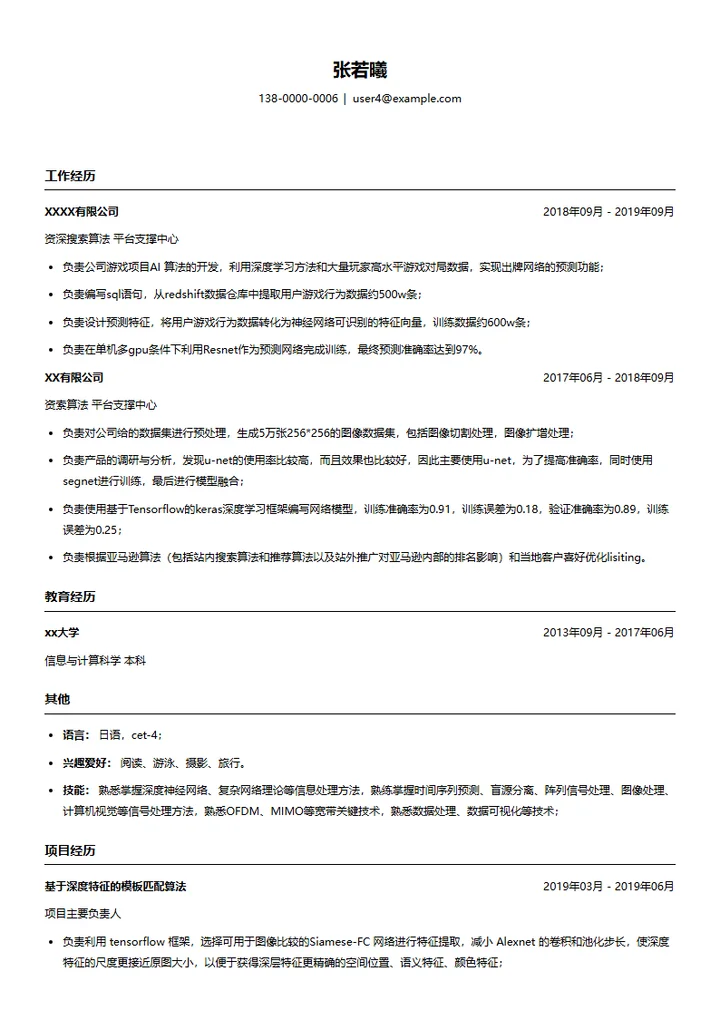 张若曦
138-0000-0006 | user4@example.com
工作经历
XXXX有限公司 2018年09月 - 2019年09月
资深搜索算法 平台支撑中心
• 负责公司游戏项目AI 算法的开发，利用深度学习方法和大量玩家高水平游戏对局数据，实现出牌网络的预测功能；
• 负责编写sql语句，从redshift数据仓库中提取用户游戏行为数据约500w条；
• 负责设计预测特征，将用户游戏行为数据转化为神经网络可识别的特征向量，训练数据约600w条；
• 负责在单机多gpu条件下利用Resnet作为预测网络完成训练，最终预测准确率达到97%。
XX有限公司 2017年06月 - 2018年09月
资索算法 平台支撑中心
• 负责对公司给的数据集进行预处理，生成5万张256*256的图像数据集，包括图像切割处理，图像扩增处理；
• 负责产品的调研与分析，发现u-net的使用率比较高，而且效果也比较好，因此主要使用u-net，为了提高准确率，同时使用
segnet进行训练，最后进行模型融合；
• 负责使用基于Tensorflow的keras深度学习框架编写网络模型，训练准确率为0.91，训练误差为0.18，验证准确率为0.89，训练
误差为0.25；
• 负责根据亚马逊算法（包括站内搜索算法和推荐算法以及站外推广对亚马逊内部的排名影响）和当地客户喜好优化lisiting。
教育经历
xx大学 2013年09月 - 2017年06月
信息与计算科学 本科
其他
• 语言： 日语，cet-4；
• 兴趣爱好： 阅读、游泳、摄影、旅行。
• 技能： 熟悉掌握深度神经网络、复杂网络理论等信息处理方法，熟练掌握时间序列预测、盲源分离、阵列信号处理、图像处理、
计算机视觉等信号处理方法，熟悉OFDM、MIMO等宽带关键技术，熟悉数据处理、数据可视化等技术；
项目经历
基于深度特征的模板匹配算法 2019年03月 - 2019年06月
项目主要负责人
• 负责利用 tensorflow 框架，选择可用于图像比较的Siamese-FC 网络进行特征提取，减小 Alexnet 的卷积和池化步长，使深度
特征的尺度更接近原图大小，以便于获得深层特征更精确的空间位置、语义特征、颜色特征；